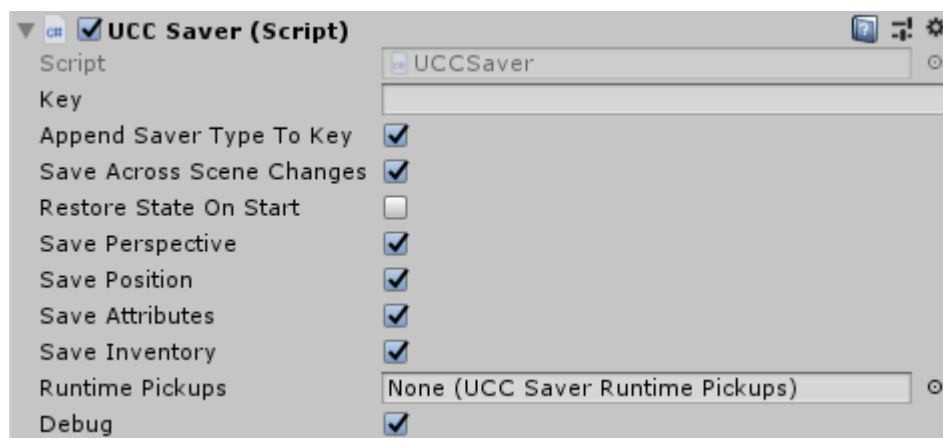 UCC Saver (Script)
Script UCCSaver
Key
Append Saver Type To Key
Save Across Scene Changes
Restore State On Start
Save Perspective
Save Position
Save Attributes
Save Inventory
Runtime Pickups None (UCC Saver Runtime Pickups)
Debug